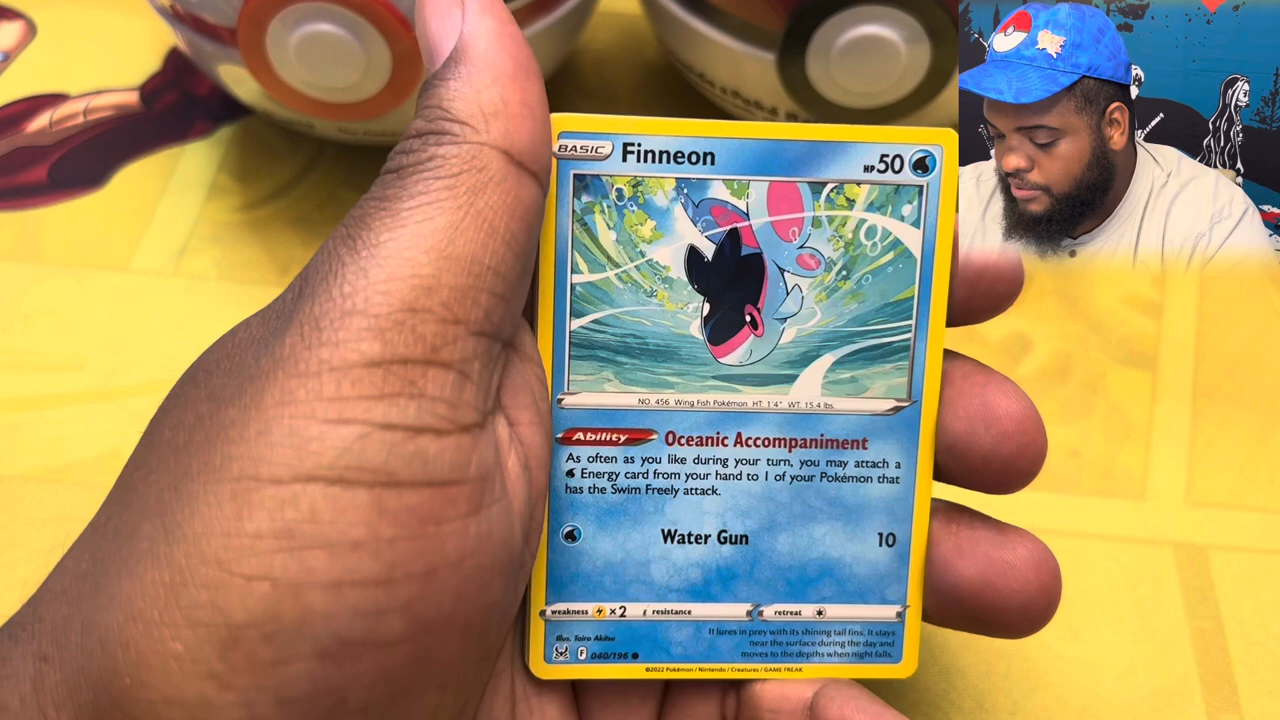 BASIC Finneon HP 50
NO. 456 Wing Fish Pokémon HT: 1'4" WT: 15.4 lbs.
Ability Oceanic Accompaniment
As often as you like during your turn, you may attach a
Energy card from your hand to 1 of your Pokémon that
has the Swim Freely attack.
Water Gun 10
weakness ×2 resistance retreat
Illus. Taira Akitsu
It lures in prey with its shining tail fins. It stays
near the surface during the day and
moves to the depths when night falls.
F 040/196
©2022 Pokémon / Nintendo / Creatures / GAME FREAK